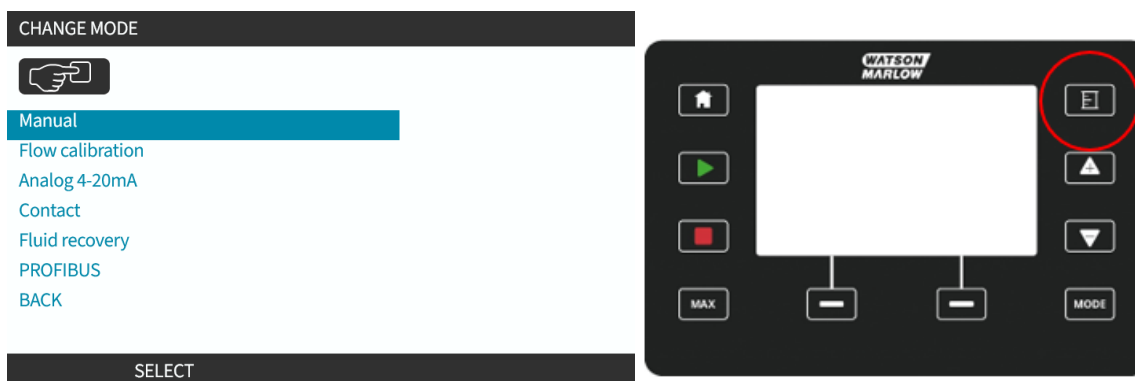 CHANGE MODE
Manual
Flow calibration
Analog 4-20mA
Contact
Fluid recovery
PROFIBUS
BACK
SELECT
WATSON
MARLOW
MAX
MODE